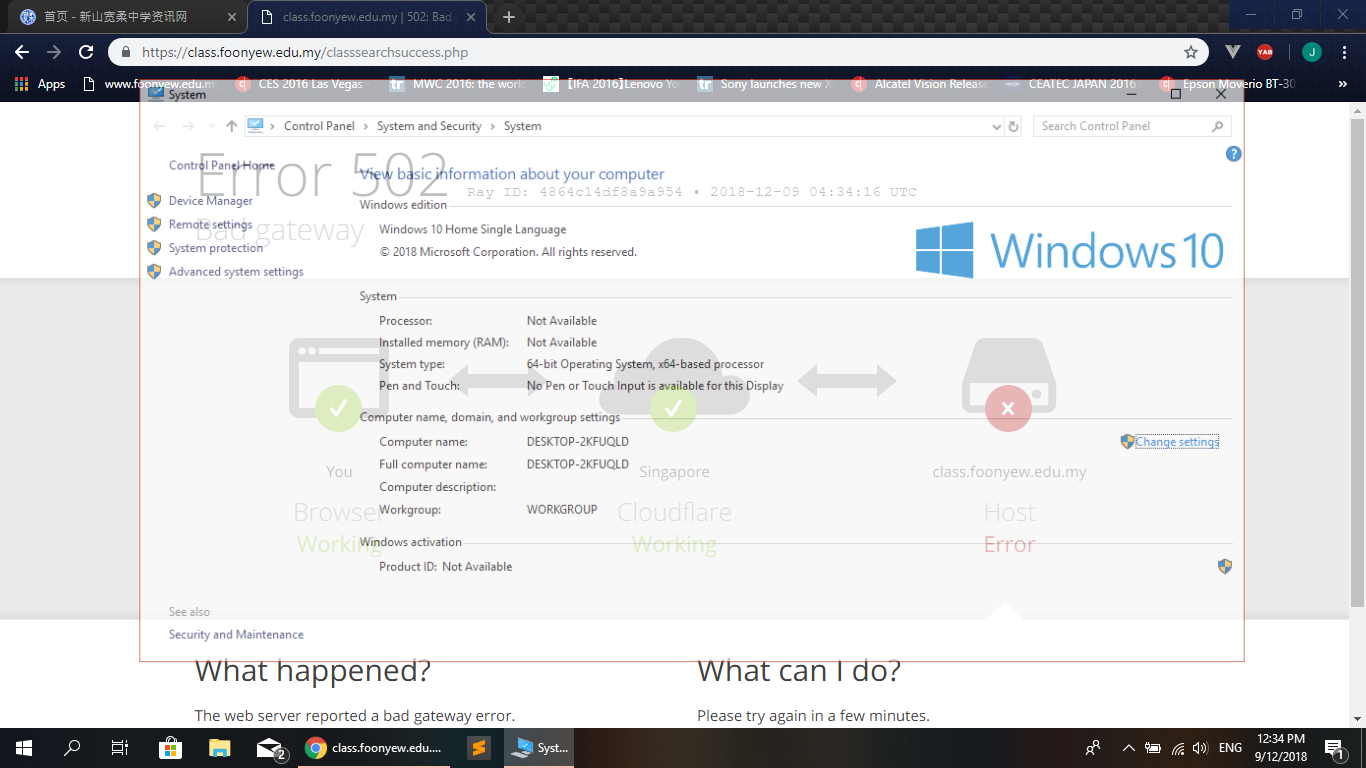 首页 - 新山宽柔中学资讯网
class.foonyew.edu.my | 502: Bad
https://class.foonyew.edu.my/classsearchsuccess.php
YAB
J
Apps
www.foonyew.edu.m
CES 2016 Las Vegas
MWC 2016: the worl
[IFA 2016]Lenovo Yo
Sony launches new X
Alcatel Vision Releas
CEATEC JAPAN 2016
Epson Moverio BT-30
System
Control Panel
System and Security
System
Search Control Panel
Control Panel Home
Device Manager
Remote settings
System protection
Advanced system settings
Error 502
Ray ID: 4864c14df8a9a954 • 2018-12-09 04:34:16 UTC
Bad gateway
View basic information about your computer
Windows edition
Windows 10 Home Single Language
© 2018 Microsoft Corporation. All rights reserved.
Windows 10
System
Processor: Not Available
Installed memory (RAM): Not Available
System type: 64-bit Operating System, x64-based processor
Pen and Touch: No Pen or Touch Input is available for this Display
Computer name, domain, and workgroup settings
Computer name: DESKTOP-2KFUQLD
Change settings
Full computer name: DESKTOP-2KFUQLD
Computer description:
Workgroup: WORKGROUP
Windows activation
Product ID: Not Available
You
Browser
Working
Singapore
Cloudflare
Working
class.foonyew.edu.my
Host
Error
See also
Security and Maintenance
What happened?
The web server reported a bad gateway error.
What can I do?
Please try again in a few minutes.
2
class.foonyew.edu....
Syst...
ENG
12:34 PM
9/12/2018
1